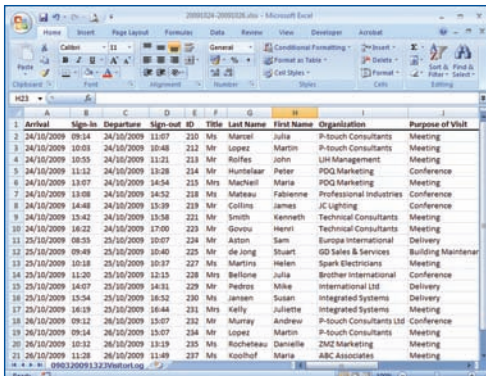 20091024-20091026.xlsx - Microsoft Excel
Home Insert Page Layout Formulas Data Review View Developer Acrobat
Calibri 11 General Conditional Formatting Insert
Paste B I U Format as Table Delete Sort & Find &
Cell Styles Format Filter Select
Clipboard Font Alignment Number Styles Cells Editing
H23
A B C D E F G H I J
1 Arrival Sign-in Departure Sign-out ID Title Last Name First Name Organization Purpose of Visit
2 24/10/2009 09:14 24/10/2009 11:07 210 Ms Marcel Julia P-touch Consultants Meeting
3 24/10/2009 10:03 24/10/2009 10:48 212 Mr Lopez Martin P-touch Consultants Meeting
4 24/10/2009 10:55 24/10/2009 11:21 213 Mr Rolfes John IJH Management Meeting
5 24/10/2009 11:12 24/10/2009 13:28 214 Mr Huntelaar Peter PDQ Marketing Conference
6 24/10/2009 13:07 24/10/2009 14:54 215 Mrs MacNeil Maria PDQ Marketing Meeting
7 24/10/2009 13:08 24/10/2009 14:52 218 Ms Mateau Fabienne Professional Industries Conference
8 24/10/2009 14:48 24/10/2009 15:39 219 Mr Collins James JC Lighting Conference
9 24/10/2009 15:42 24/10/2009 15:58 221 Mr Smith Kenneth Technical Consultants Meeting
10 24/10/2009 16:22 24/10/2009 17:00 223 Mr Govou Henri Technical Consultants Meeting
11 25/10/2009 08:55 25/10/2009 10:07 224 Mr Aston Sam Europa International Delivery
12 25/10/2009 09:49 25/10/2009 10:40 225 Mr de Jong Stuart GD Sales & Services Building Maintenan
13 25/10/2009 10:18 25/10/2009 10:37 227 Ms Martins Helen Spark Electricians Meeting
14 25/10/2009 11:20 25/10/2009 12:15 228 Mrs Bellone Julia Brother International Conference
15 25/10/2009 14:07 25/10/2009 14:31 229 Mr Pedros Mike International Ltd Delivery
16 25/10/2009 15:54 25/10/2009 16:52 230 Ms Jansen Susan Integrated Systems Delivery
17 25/10/2009 16:19 25/10/2009 16:44 231 Mrs Kelly Juliette Integrated Systems Meeting
18 26/10/2009 09:12 26/10/2009 15:07 232 Mr Murray Andrew P-touch Consultants Ltd Conference
19 26/10/2009 09:14 26/10/2009 15:07 234 Mr Lopez Martin P-touch Consultants Meeting
20 26/10/2009 10:32 26/10/2009 13:19 235 Ms Rocheteau Danielle ZMZ Marketing Meeting
21 26/10/2009 11:28 26/10/2009 11:49 237 Ms Koolhof Maria ABC Associates Meeting
090320091323VisitorLog
Ready 100%